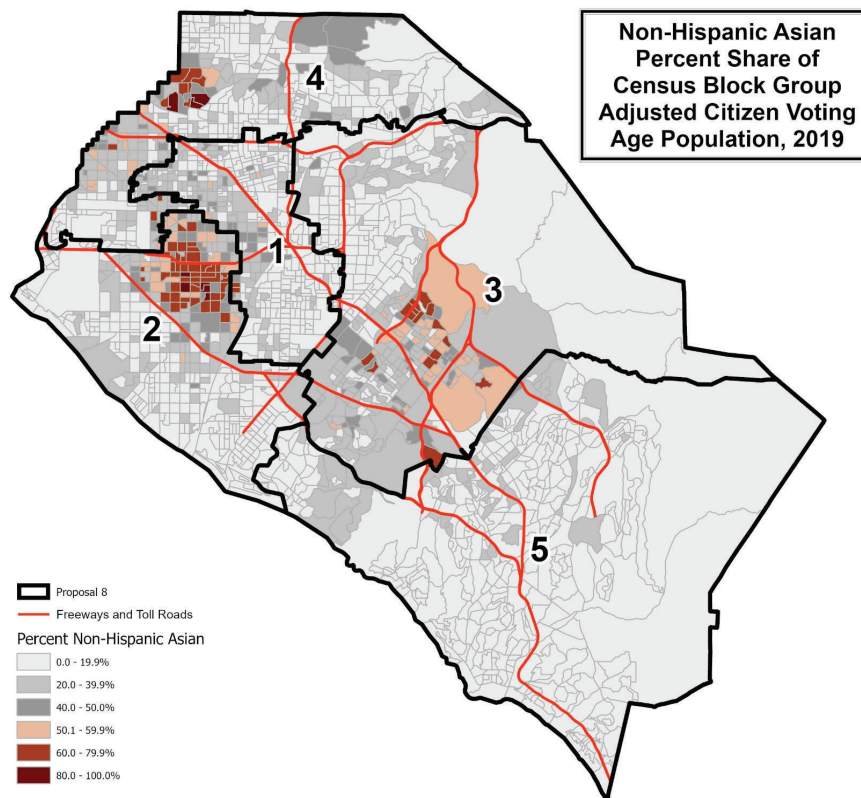 Non-Hispanic Asian
Percent Share of
Census Block Group
Adjusted Citizen Voting
Age Population, 2019
4
1
3
2
5
Proposal 8
Freeways and Toll Roads
Percent Non-Hispanic Asian
0.0 - 19.9%
20.0 - 39.9%
40.0 - 50.0%
50.1 - 59.9%
60.0 - 79.9%
80.0 - 100.0%